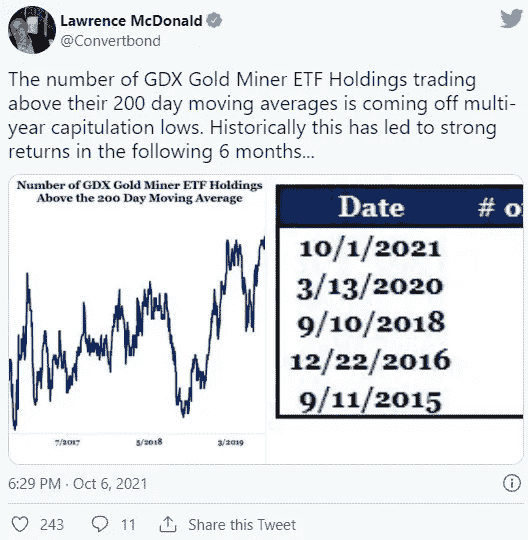 Lawrence McDonald
@Convertbond
The number of GDX Gold Miner ETF Holdings trading
above their 200 day moving averages is coming off multi-
year capitulation lows. Historically this has led to strong
returns in the following 6 months...
Number of GDX Gold Miner ETF Holdings
Above the 200 Day Moving Average
7/2017 5/2018 3/2019
Date # o
10/1/2021
3/13/2020
9/10/2018
12/22/2016
9/11/2015
6:29 PM · Oct 6, 2021
243 11 Share this Tweet